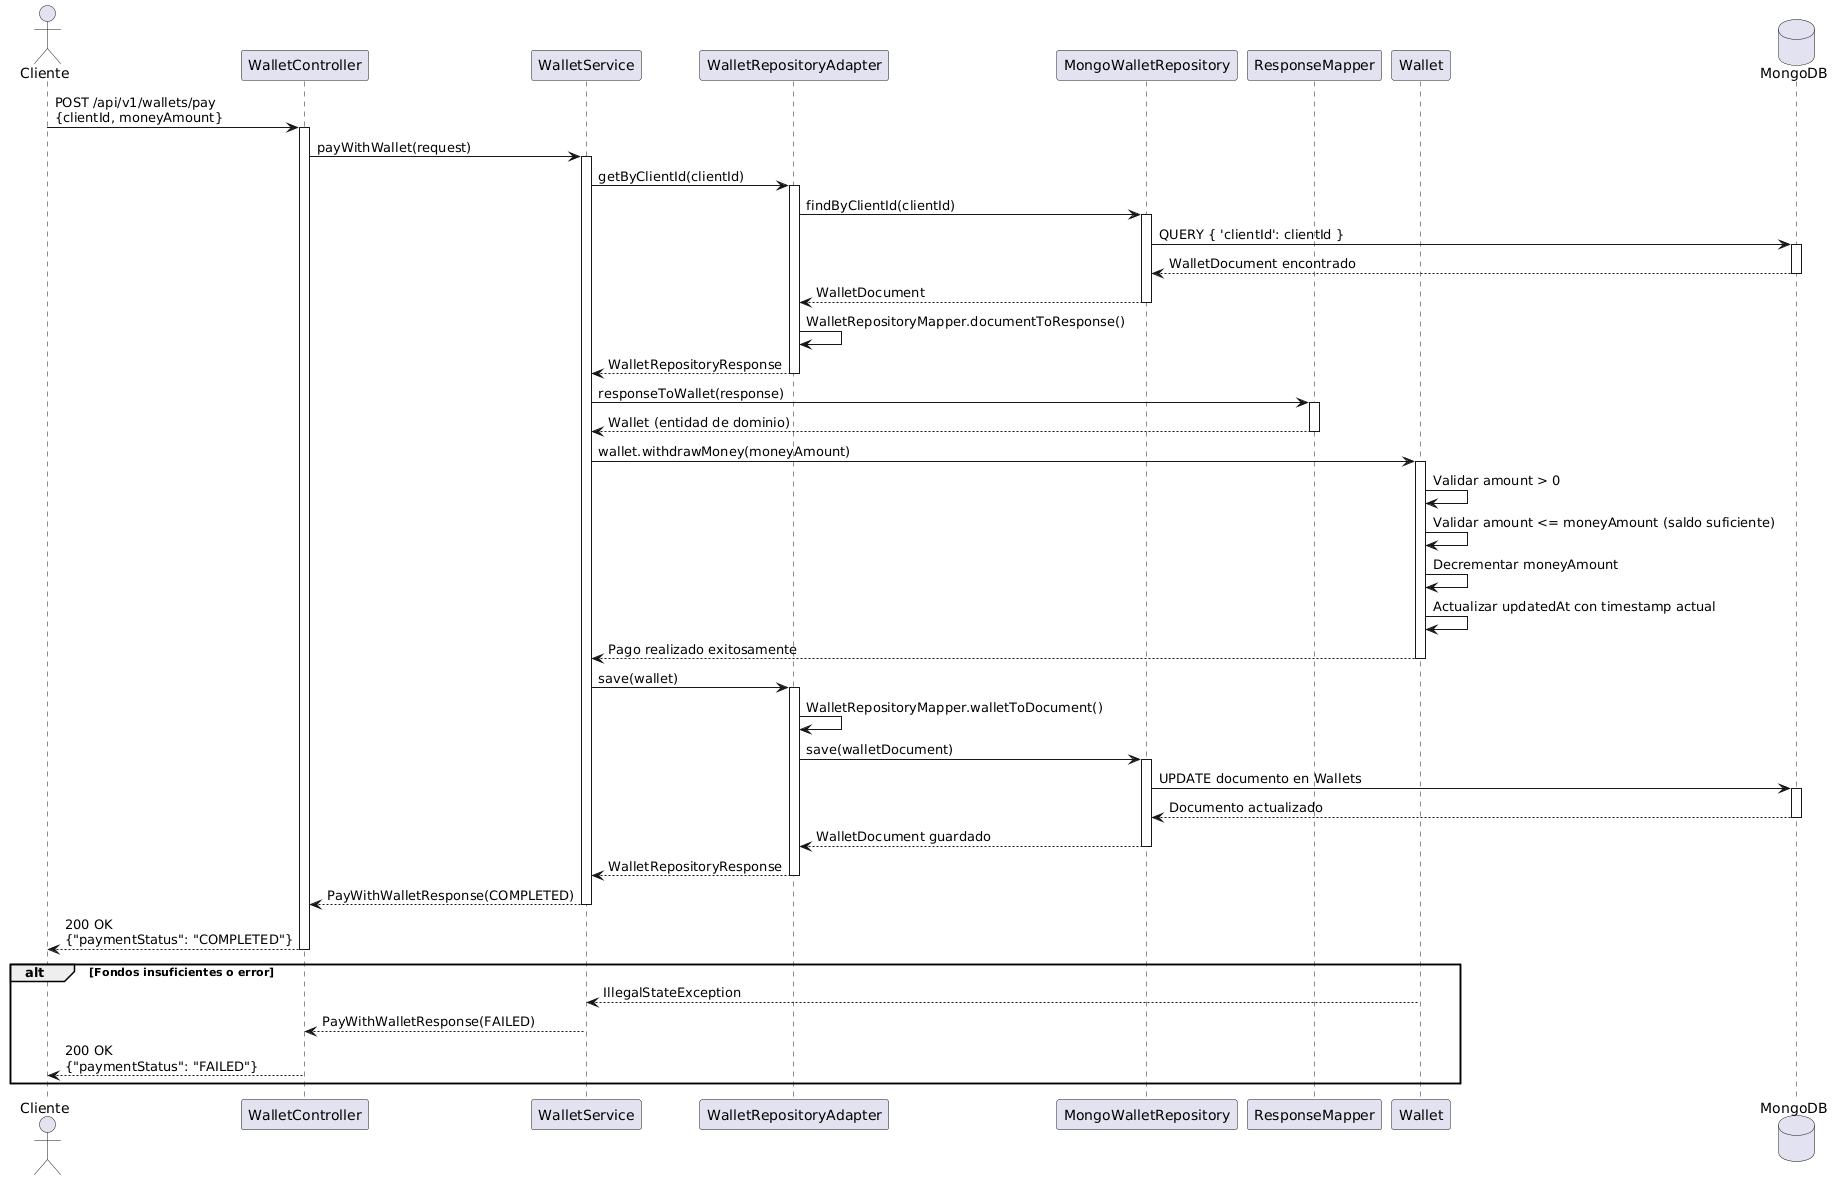 Cliente
WalletController
WalletService
WalletRepositoryAdapter
MongoWalletRepository
ResponseMapper
Wallet
MongoDB
POST /api/v1/wallets/pay
{clientId, moneyAmount}
payWithWallet(request)
getByClientId(clientId)
findByClientId(clientId)
QUERY { 'clientId': clientId }
WalletDocument encontrado
WalletDocument
WalletRepositoryMapper.documentToResponse()
WalletRepositoryResponse
responseToWallet(response)
Wallet (entidad de dominio)
wallet.withdrawMoney(moneyAmount)
Validar amount > 0
Validar amount <= moneyAmount (saldo suficiente)
Decrementar moneyAmount
Actualizar updatedAt con timestamp actual
Pago realizado exitosamente
save(wallet)
WalletRepositoryMapper.walletToDocument()
save(walletDocument)
UPDATE documento en Wallets
Documento actualizado
WalletDocument guardado
WalletRepositoryResponse
PayWithWalletResponse(COMPLETED)
200 OK
{"paymentStatus": "COMPLETED"}
alt [Fondos insuficientes o error]
IllegalStateException
PayWithWalletResponse(FAILED)
200 OK
{"paymentStatus": "FAILED"}
Cliente
WalletController
WalletService
WalletRepositoryAdapter
MongoWalletRepository
ResponseMapper
Wallet
MongoDB